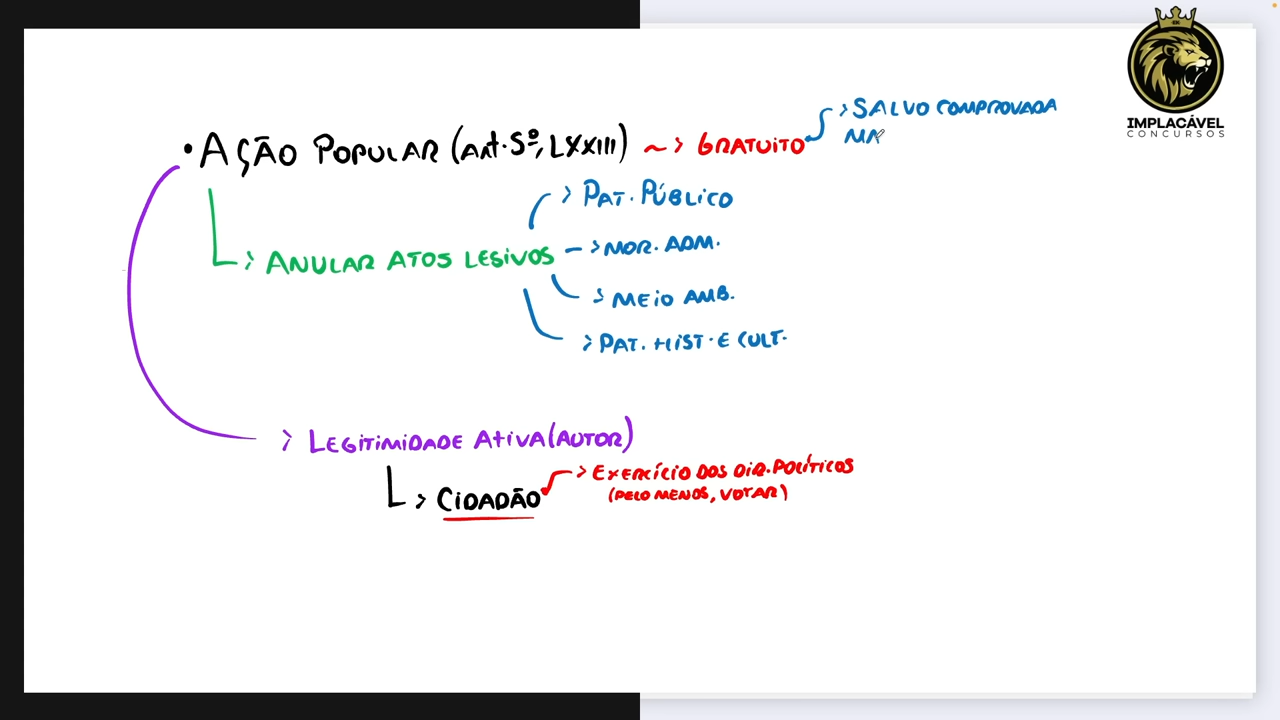 IMPLACÁVEL
CONCURSOS
• AÇÃO POPULAR (ART. 5º, LXXIII) ~> GRATUITO
> SALVO COMPROVADA
MÁ
> PAT. PÚBLICO
> ANULAR ATOS LESIVOS
> MOR. ADM.
> MEIO AMB.
> PAT. HIST. E CULT.
> LEGITIMIDADE ATIVA (AUTOR)
> CIDADÃO
> EXERCÍCIO DOS DIR. POLÍTICOS
(PELO MENOS, VOTAR)